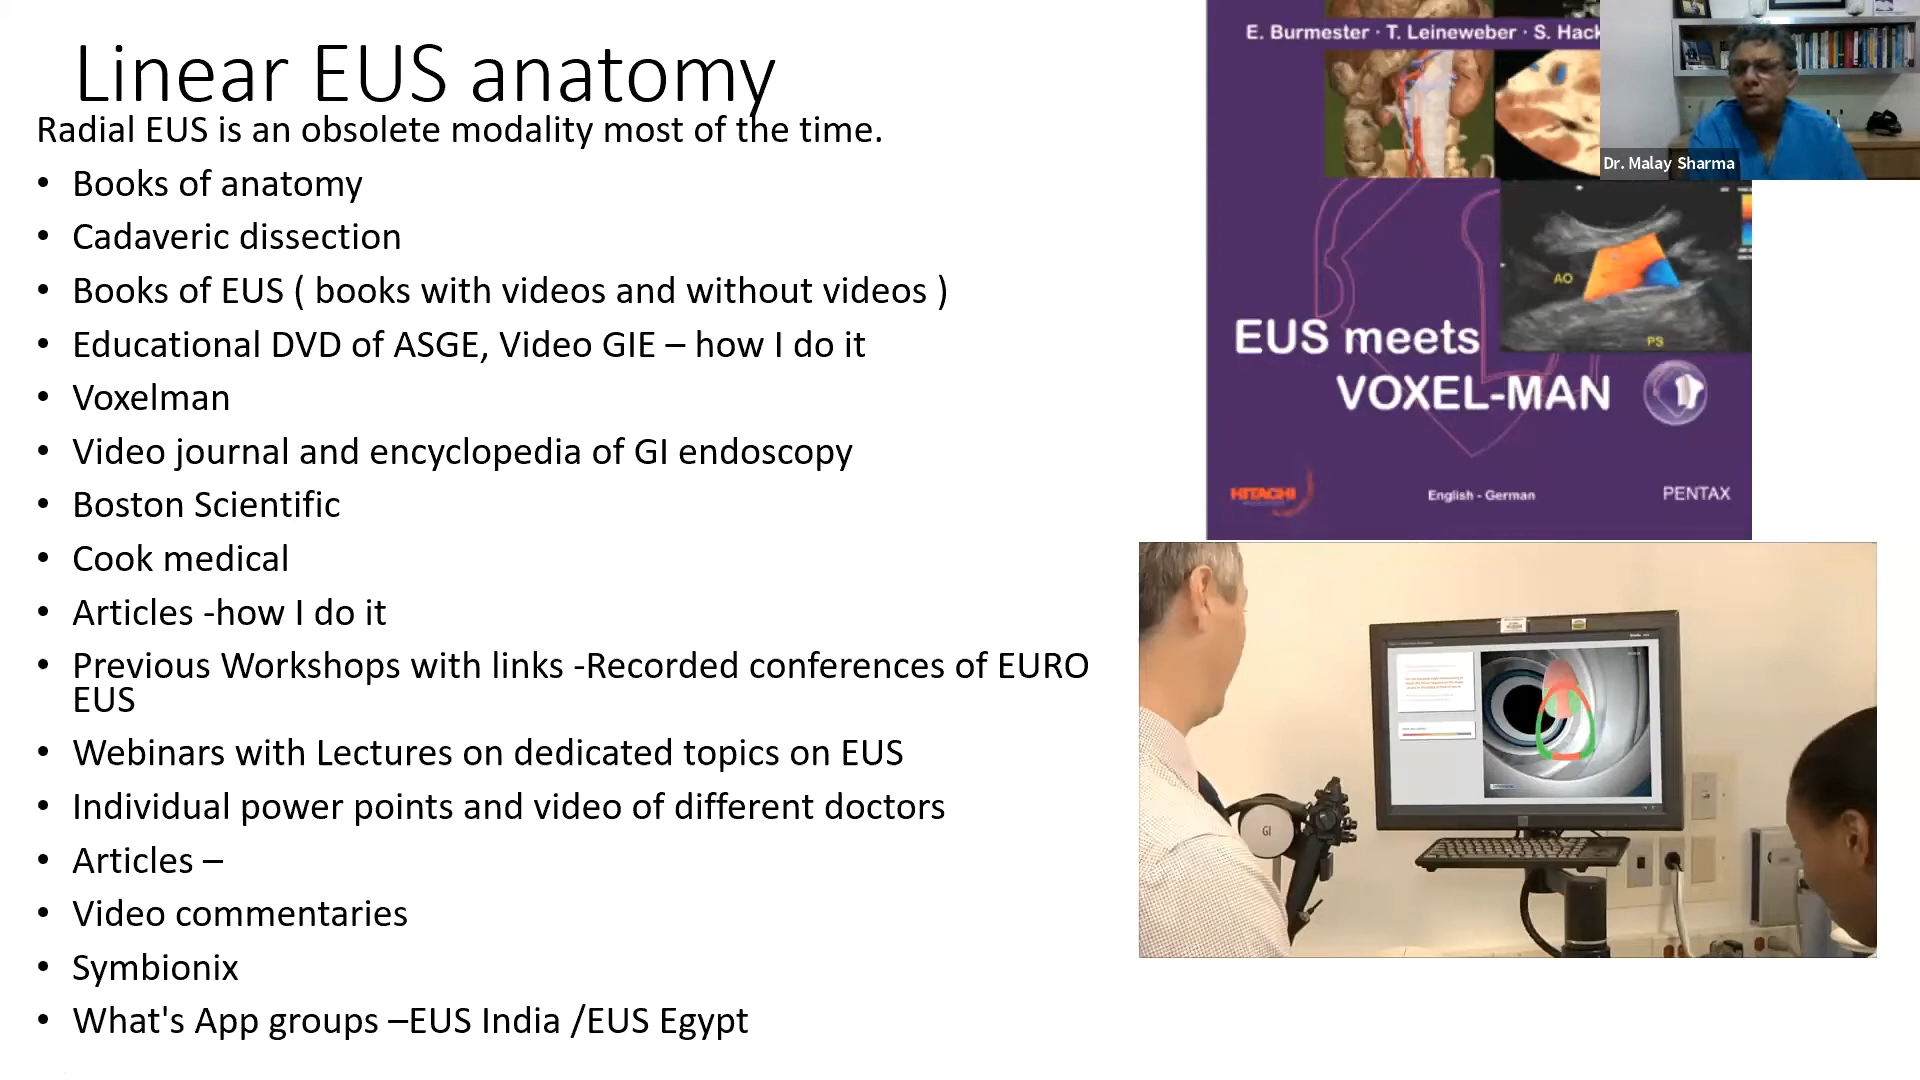 Linear EUS anatomy
Radial EUS is an obsolete modality most of the time.
• Books of anatomy
• Cadaveric dissection
• Books of EUS ( books with videos and without videos )
• Educational DVD of ASGE, Video GIE – how I do it
• Voxelman
• Video journal and encyclopedia of GI endoscopy
• Boston Scientific
• Cook medical
• Articles -how I do it
• Previous Workshops with links -Recorded conferences of EURO
EUS
• Webinars with Lectures on dedicated topics on EUS
• Individual power points and video of different doctors
• Articles –
• Video commentaries
• Symbionix
• What's App groups –EUS India /EUS Egypt
E. Burmester · T. Leineweber · S. Hack
Dr. Malay Sharma
AO
PS
EUS meets
VOXEL-MAN
HITACHI
English - German
PENTAX
GI